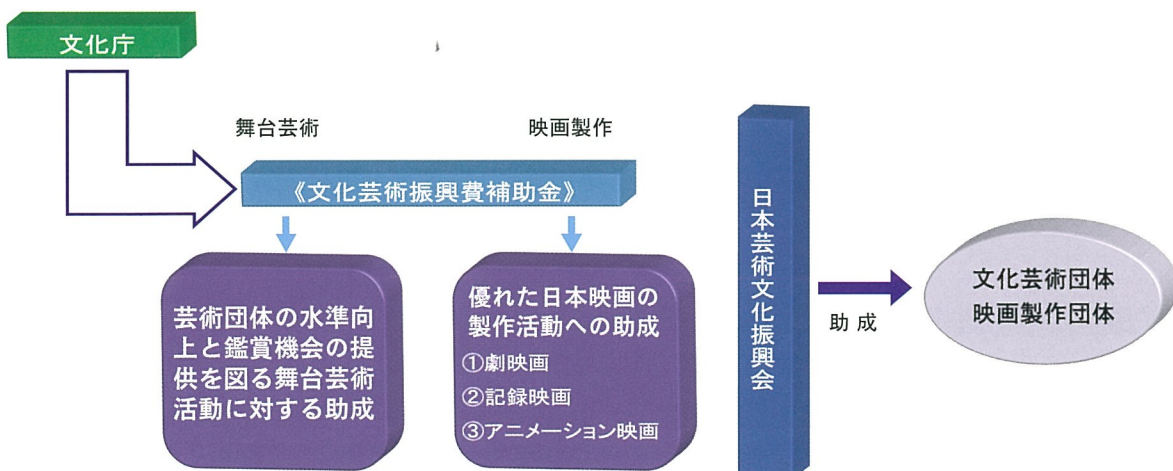 文化庁
舞台芸術
映画製作
《文化芸術振興費補助金》
芸術団体の水準向
上と鑑賞機会の提
供を図る舞台芸術
活動に対する助成
優れた日本映画の
製作活動への助成
①劇映画
②記録映画
③アニメーション映画
日本芸術文化振興会
助成
文化芸術団体
映画製作団体